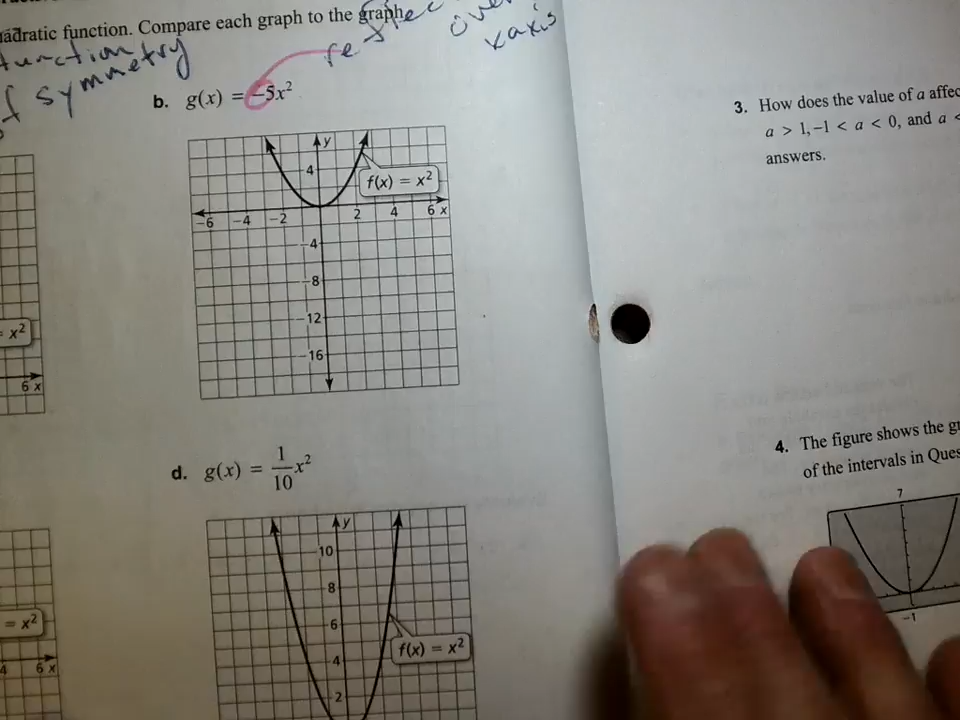 adratic function. Compare each graph to the graph
function
of symmetry
over
x axis
b. g(x) = −5x²
y
4
f(x) = x²
−6 −4 −2 2 4 6 x
−4
−8
−12
−16
= x²
6 x
d. g(x) = 1/10 x²
y
10
8
6
f(x) = x²
4
2
= x²
4 6 x
3. How does the value of a affec
a > 1, −1 < a < 0, and a <
answers.
4. The figure shows the gr
of the intervals in Ques
7
−1